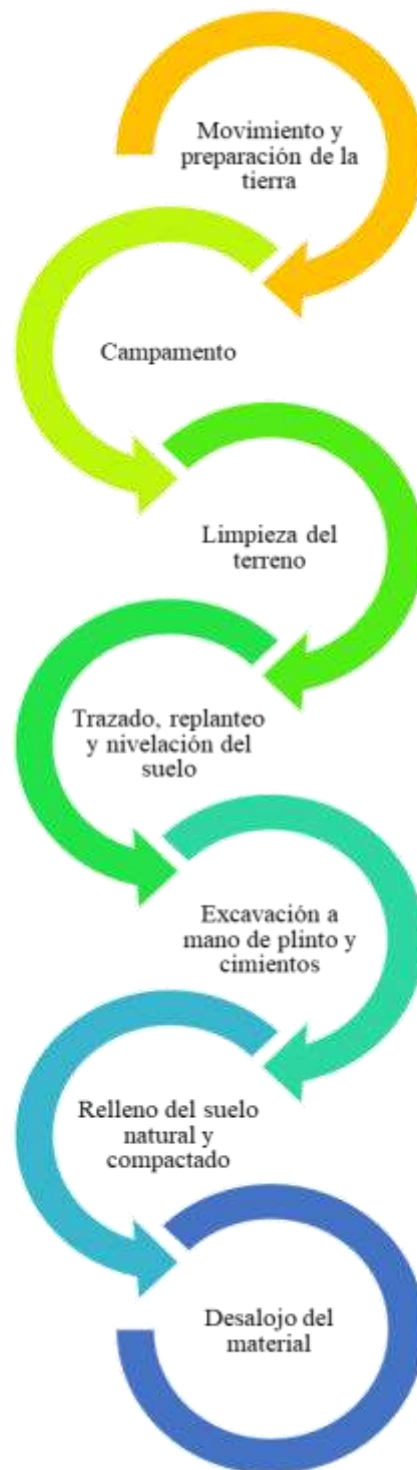 Movimiento y
preparación de la
tierra
Campamento
Limpieza del
terreno
Trazado, replanteo
y nivelación del
suelo
Excavación a
mano de plinto y
cimientos
Relleno del suelo
natural y
compactado
Desalojo del
material